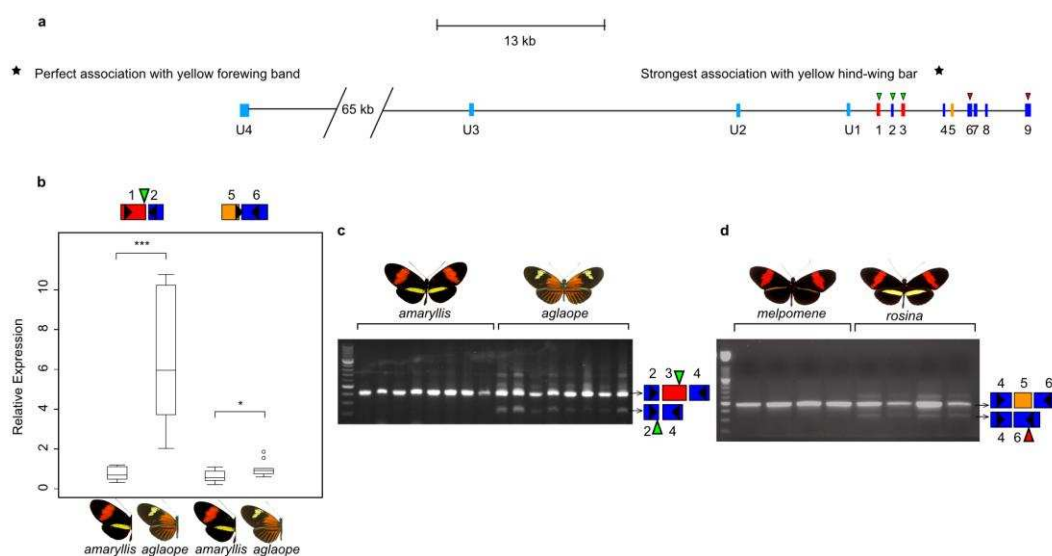 a
13 kb
★ Perfect association with yellow forewing band
Strongest association with yellow hind-wing bar ★
65 kb
U4 U3 U2 U1 1 2 3 4 5 6 7 8 9
b
1 2 5 6
Relative Expression
10
8
6
4
2
0
*** *
amaryllis aglaope amaryllis aglaope
c
amaryllis aglaope
2 3 4
2 4
d
melpomene rosina
4 5 6
4 6